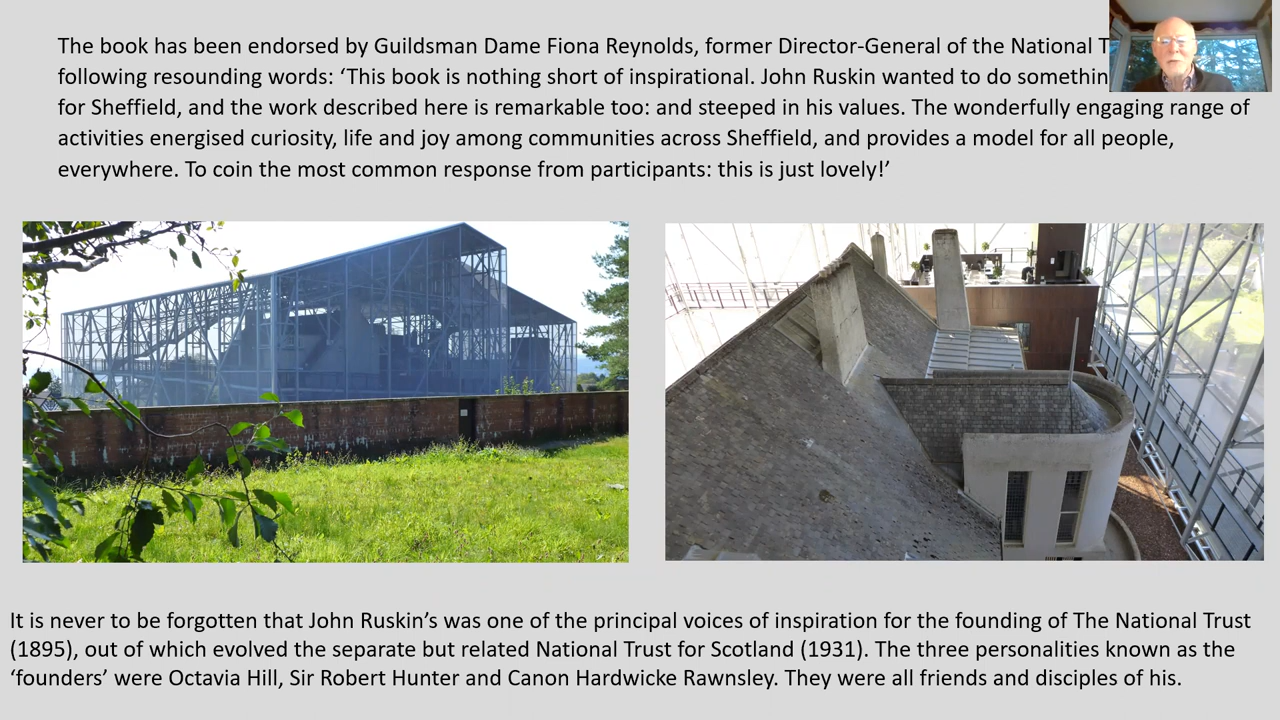 The book has been endorsed by Guildsman Dame Fiona Reynolds, former Director-General of the National
following resounding words: ‘This book is nothing short of inspirational. John Ruskin wanted to do
for Sheffield, and the work described here is remarkable too: and steeped in his values. The wonderfully engaging range of
activities energised curiosity, life and joy among communities across Sheffield, and provides a model for all people,
everywhere. To coin the most common response from participants: this is just lovely!’
It is never to be forgotten that John Ruskin’s was one of the principal voices of inspiration for the founding of The National Trust
(1895), out of which evolved the separate but related National Trust for Scotland (1931). The three personalities known as the
‘founders’ were Octavia Hill, Sir Robert Hunter and Canon Hardwicke Rawnsley. They were all friends and disciples of his.